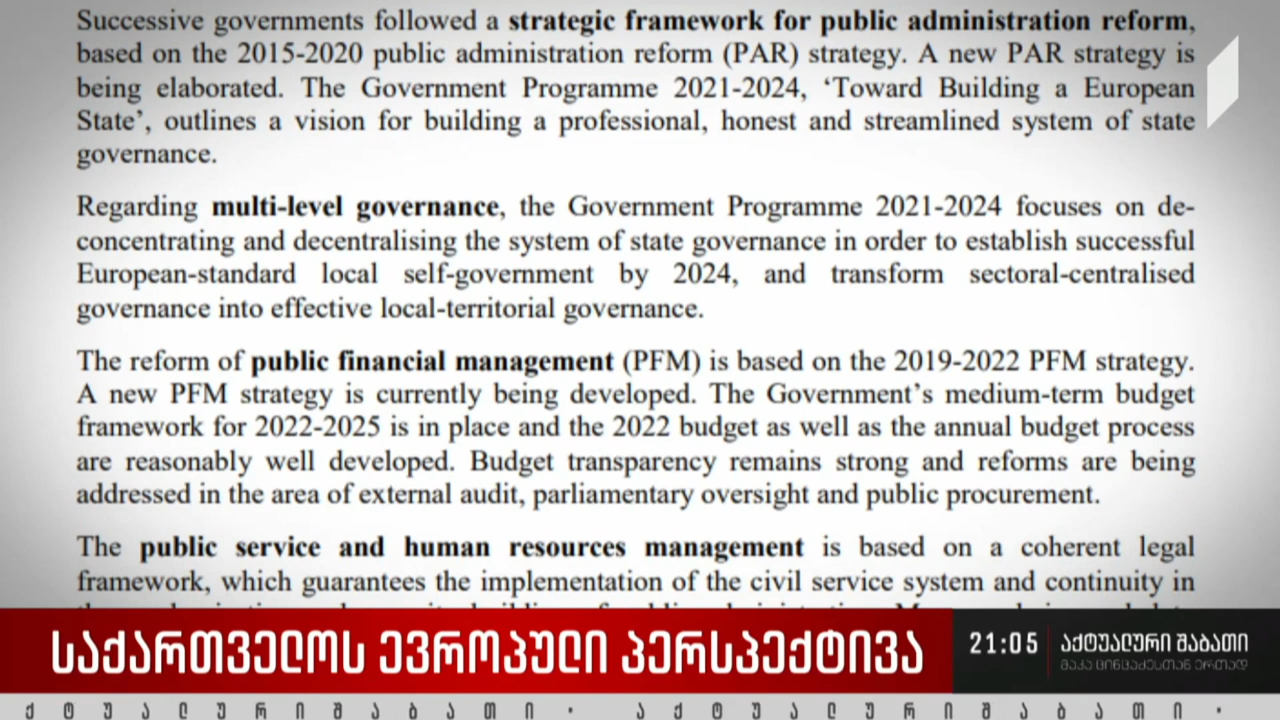 Successive governments followed a strategic framework for public administration reform,
based on the 2015-2020 public administration reform (PAR) strategy. A new PAR strategy is
being elaborated. The Government Programme 2021-2024, ‘Toward Building a European
State’, outlines a vision for building a professional, honest and streamlined system of state
governance.
Regarding multi-level governance, the Government Programme 2021-2024 focuses on de-
concentrating and decentralising the system of state governance in order to establish successful
European-standard local self-government by 2024, and transform sectoral-centralised
governance into effective local-territorial governance.
The reform of public financial management (PFM) is based on the 2019-2022 PFM strategy.
A new PFM strategy is currently being developed. The Government’s medium-term budget
framework for 2022-2025 is in place and the 2022 budget as well as the annual budget process
are reasonably well developed. Budget transparency remains strong and reforms are being
addressed in the area of external audit, parliamentary oversight and public procurement.
The public service and human resources management is based on a coherent legal
framework, which guarantees the implementation of the civil service system and continuity in
საქართველოს ევროპული პერსპექტივა
21:05
აქტუალური შაბათი
მაკა ცინცაძესთან ერთად
ქტუალური შაბათი · აქტუალური შაბათი ·